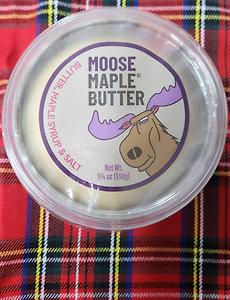 MOOSE
MAPLE®
BUTTER
BUTTER, MAPLE SYRUP & SALT
Net Wt.
5¼ oz (150g)